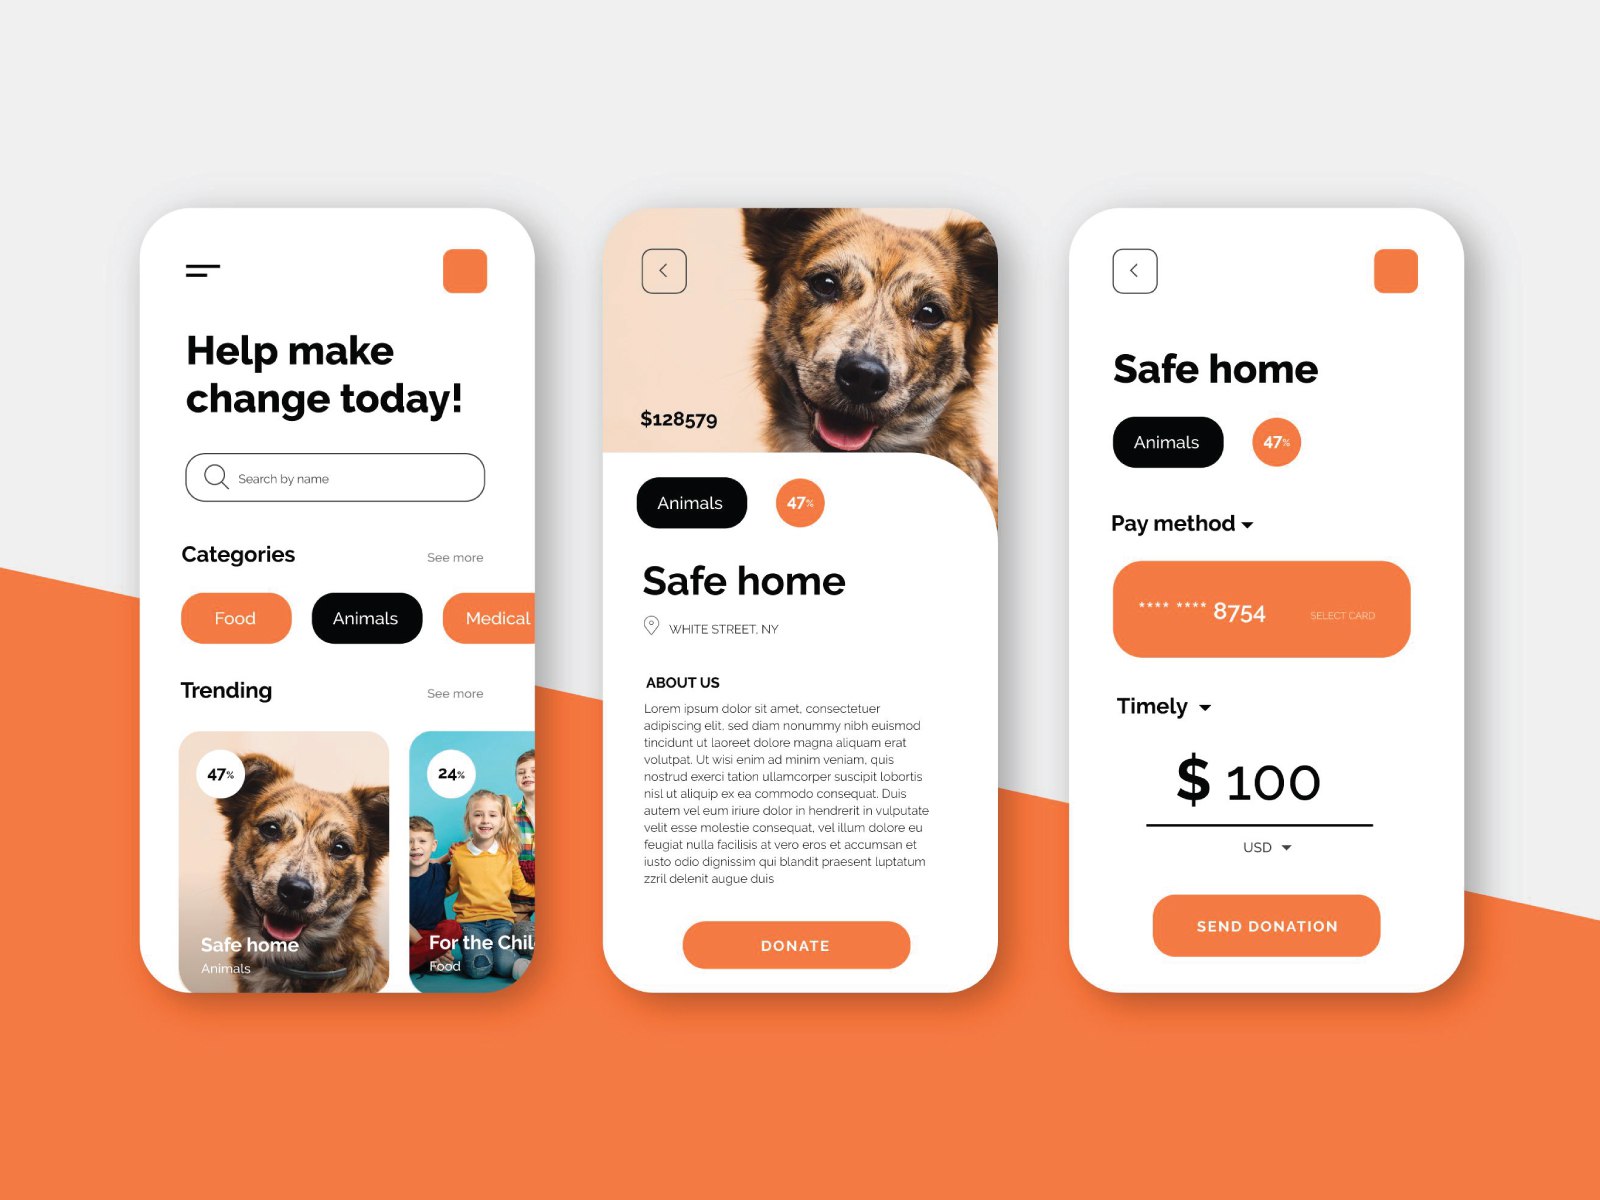 Help make
change today!
Search by name
Categories
See more
Food
Animals
Medical
Trending
See more
47%
Safe home
Animals
24%
For the Chil
Food
$128579
Animals
47%
Safe home
WHITE STREET, NY
ABOUT US
Lorem ipsum dolor sit amet, consectetuer
adipiscing elit, sed diam nonummy nibh euismod
tincidunt ut laoreet dolore magna aliquam erat
volutpat. Ut wisi enim ad minim veniam, quis
nostrud exerci tation ullamcorper suscipit lobortis
nisl ut aliquip ex ea commodo consequat. Duis
autem vel eum iriure dolor in hendrerit in vulputate
velit esse molestie consequat, vel illum dolore eu
feugiat nulla facilisis at vero eros et accumsan et
iusto odio dignissim qui blandit praesent luptatum
zzril delenit augue duis
DONATE
Safe home
Animals
47%
Pay method
**** **** 8754
SELECT CARD
Timely
$ 100
USD
SEND DONATION